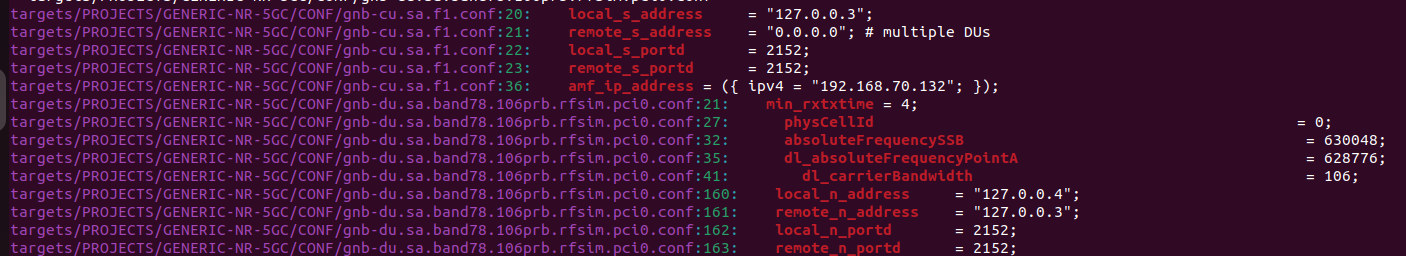 targets/PROJECTS/GENERIC-NR-5GC/CONF/gnb-cu.sa.f1.conf:20:    local_s_address     = "127.0.0.3";
targets/PROJECTS/GENERIC-NR-5GC/CONF/gnb-cu.sa.f1.conf:21:    remote_s_address    = "0.0.0.0"; # multiple DUs
targets/PROJECTS/GENERIC-NR-5GC/CONF/gnb-cu.sa.f1.conf:22:    local_s_portd       = 2152;
targets/PROJECTS/GENERIC-NR-5GC/CONF/gnb-cu.sa.f1.conf:23:    remote_s_portd      = 2152;
targets/PROJECTS/GENERIC-NR-5GC/CONF/gnb-cu.sa.f1.conf:36:    amf_ip_address = ({ ipv4 = "192.168.70.132"; });
targets/PROJECTS/GENERIC-NR-5GC/CONF/gnb-du.sa.band78.106prb.rfsim.pci0.conf:21:    min_rxtxtime = 4;
targets/PROJECTS/GENERIC-NR-5GC/CONF/gnb-du.sa.band78.106prb.rfsim.pci0.conf:27:      physCellId                                               = 0;
targets/PROJECTS/GENERIC-NR-5GC/CONF/gnb-du.sa.band78.106prb.rfsim.pci0.conf:32:      absoluteFrequencySSB                                      = 630048;
targets/PROJECTS/GENERIC-NR-5GC/CONF/gnb-du.sa.band78.106prb.rfsim.pci0.conf:35:      dl_absoluteFrequencyPointA                                = 628776;
targets/PROJECTS/GENERIC-NR-5GC/CONF/gnb-du.sa.band78.106prb.rfsim.pci0.conf:41:        dl_carrierBandwidth                                     = 106;
targets/PROJECTS/GENERIC-NR-5GC/CONF/gnb-du.sa.band78.106prb.rfsim.pci0.conf:160:    local_n_address     = "127.0.0.4";
targets/PROJECTS/GENERIC-NR-5GC/CONF/gnb-du.sa.band78.106prb.rfsim.pci0.conf:161:    remote_n_address    = "127.0.0.3";
targets/PROJECTS/GENERIC-NR-5GC/CONF/gnb-du.sa.band78.106prb.rfsim.pci0.conf:162:    local_n_portd       = 2152;
targets/PROJECTS/GENERIC-NR-5GC/CONF/gnb-du.sa.band78.106prb.rfsim.pci0.conf:163:    remote_n_portd      = 2152;